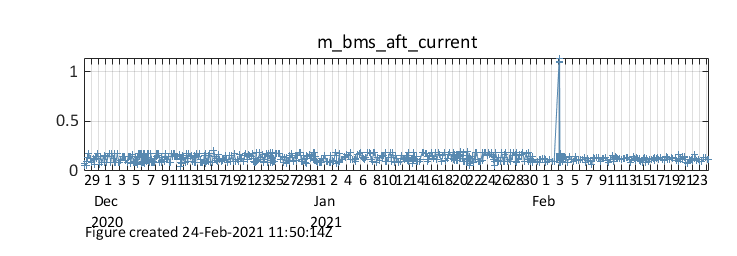 m_bms_aft_current
1
0.5
0
29 1 3 5 7 9 11 13 15 17 19 21 23 25 27 29 31 2 4 6 8 10 12 14 16 18 20 22 24 26 28 30 1 3 5 7 9 11 13 15 17 19 21 23
Dec Jan Feb
2020 2021
Figure created 24-Feb-2021 11:50:14Z